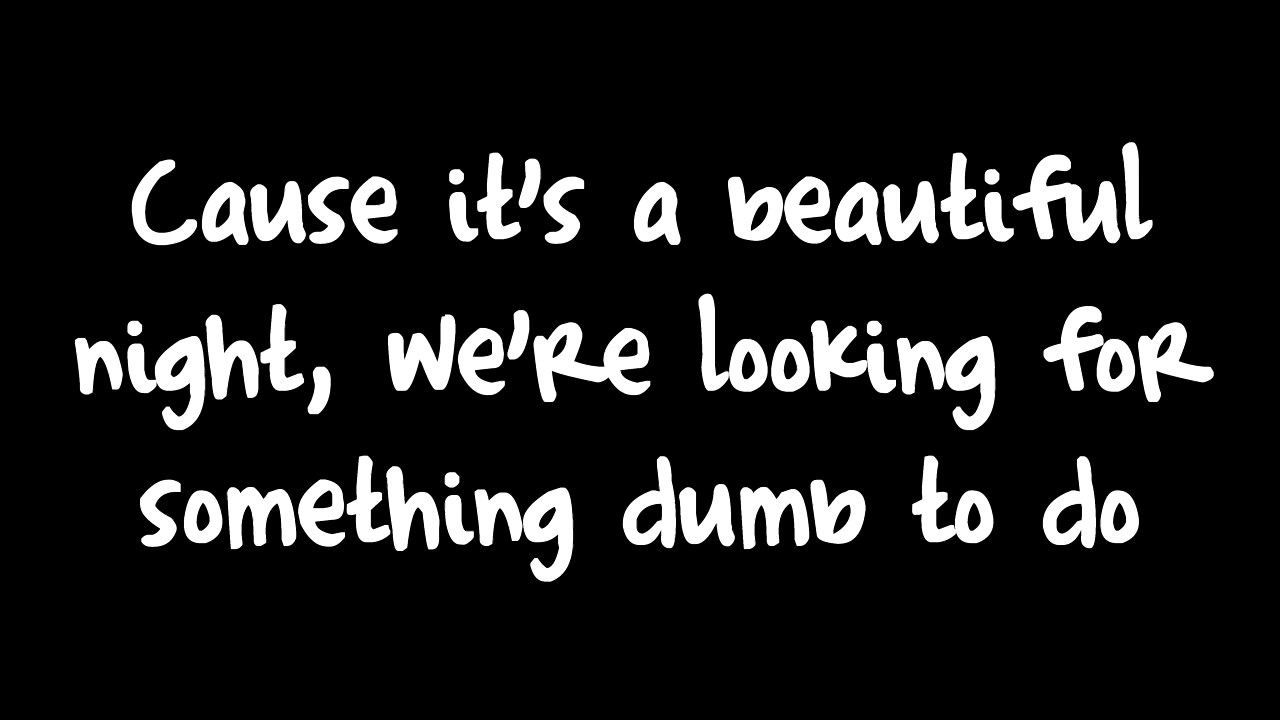 Cause it's a beautiful
night, we're looking for
something dumb to do